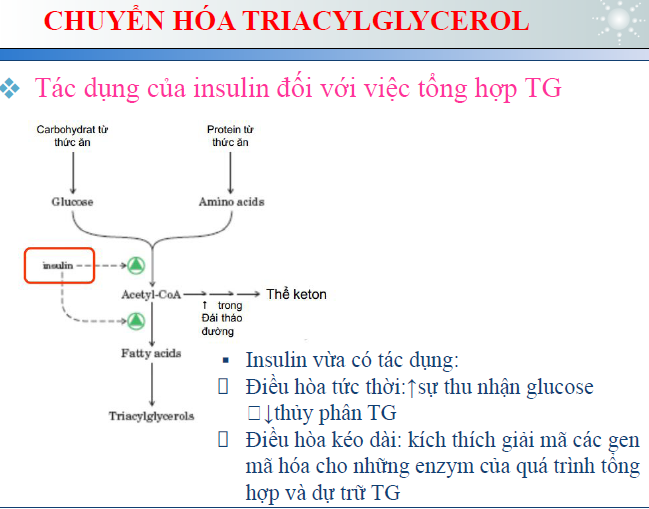 CHUYỂN HÓA TRIACYLGLYCEROL
❖ Tác dụng của insulin đối với việc tổng hợp TG
Carbohydrat từ
thức ăn
Protein từ
thức ăn
Glucose
Amino acids
insulin
Acetyl-CoA
Thể keton
↑ trong
Đái tháo
đường
Fatty acids
Triacylglycerols
▪ Insulin vừa có tác dụng:
▯ Điều hòa tức thời:↑sự thu nhận glucose
□↓thủy phân TG
▯ Điều hòa kéo dài: kích thích giải mã các gen
mã hóa cho những enzym của quá trình tổng
hợp và dự trữ TG